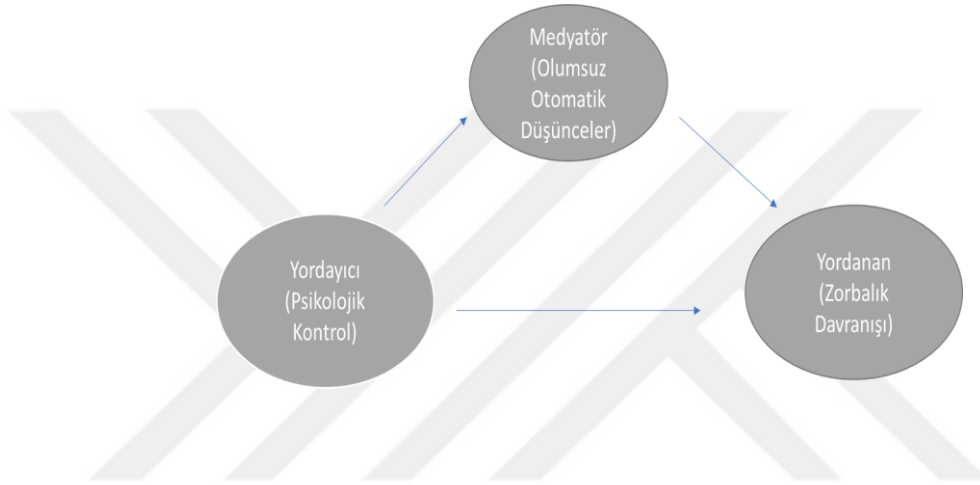 Medyatör
(Olumsuz
Otomatik
Düşünceler)
Yordayıcı
(Psikolojik
Kontrol)
Yordanan
(Zorbalık
Davranışı)